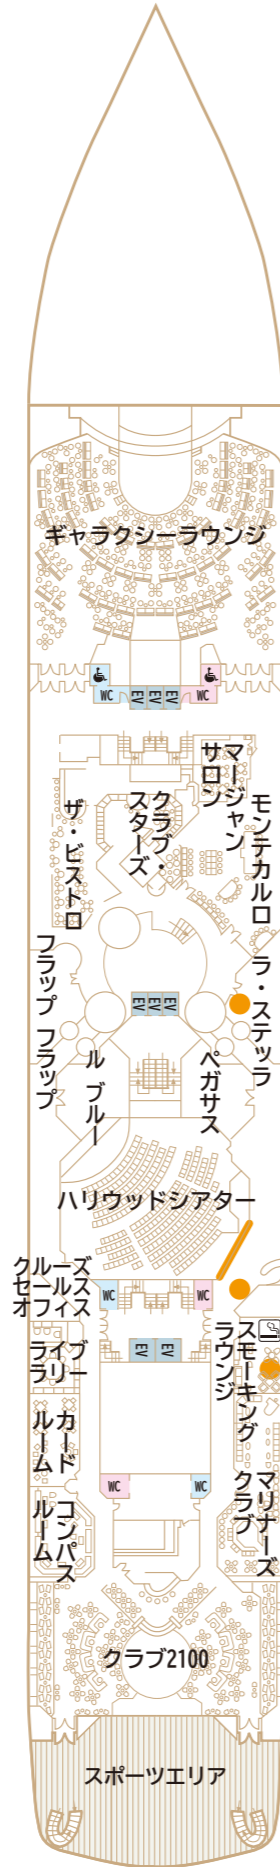 ギャラクシーラウンジ
WC
EV
EV
EV
WC
マージャン
サロン
クラブ・
スターズ
モンテカルロ
ザ・ビストロ
フラップ フラップ
EV
EV
EV
ラ・ステッラ
ル ブルー
ペガサス
ハリウッドシアター
クルーズ
セールス
オフィス
WC
WC
EV
EV
スモーキング
ラウンジ
ライブ
ラリー
カード
ルーム
マリナーズ
クラブ
WC
WC
コンパス
ルーム
クラブ2100
スポーツエリア